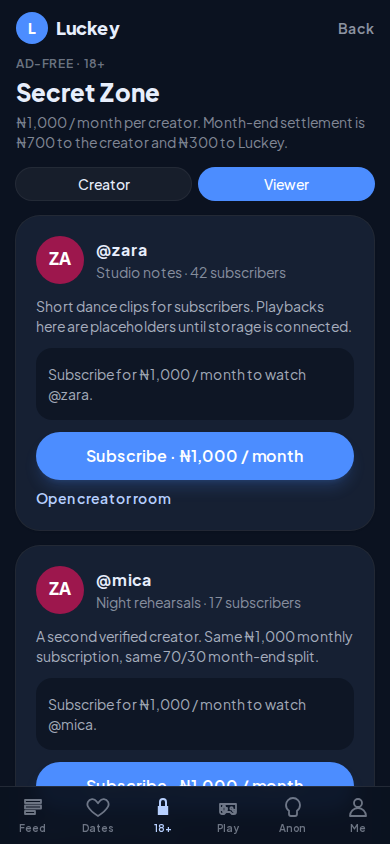 L Luckey Back
AD-FREE · 18+
Secret Zone
₦1,000 / month per creator. Month-end settlement is
₦700 to the creator and ₦300 to Luckey.
Creator Viewer
ZA @zara
Studio notes · 42 subscribers
Short dance clips for subscribers. Playbacks
here are placeholders until storage is connected.
Subscribe for ₦1,000 / month to watch
@zara.
Subscribe · ₦1,000 / month
Open creator room
ZA @mica
Night rehearsals · 17 subscribers
A second verified creator. Same ₦1,000 monthly
subscription, same 70/30 month-end split.
Subscribe for ₦1,000 / month to watch
@mica.
Subscribe · ₦1,000 / month
Feed Dates 18+ Play Anon Me